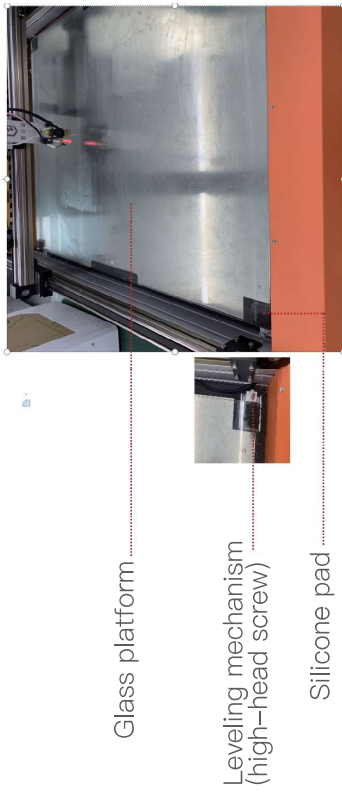 Glass platform
Leveling mechanism
(high-head screw)
Silicone pad